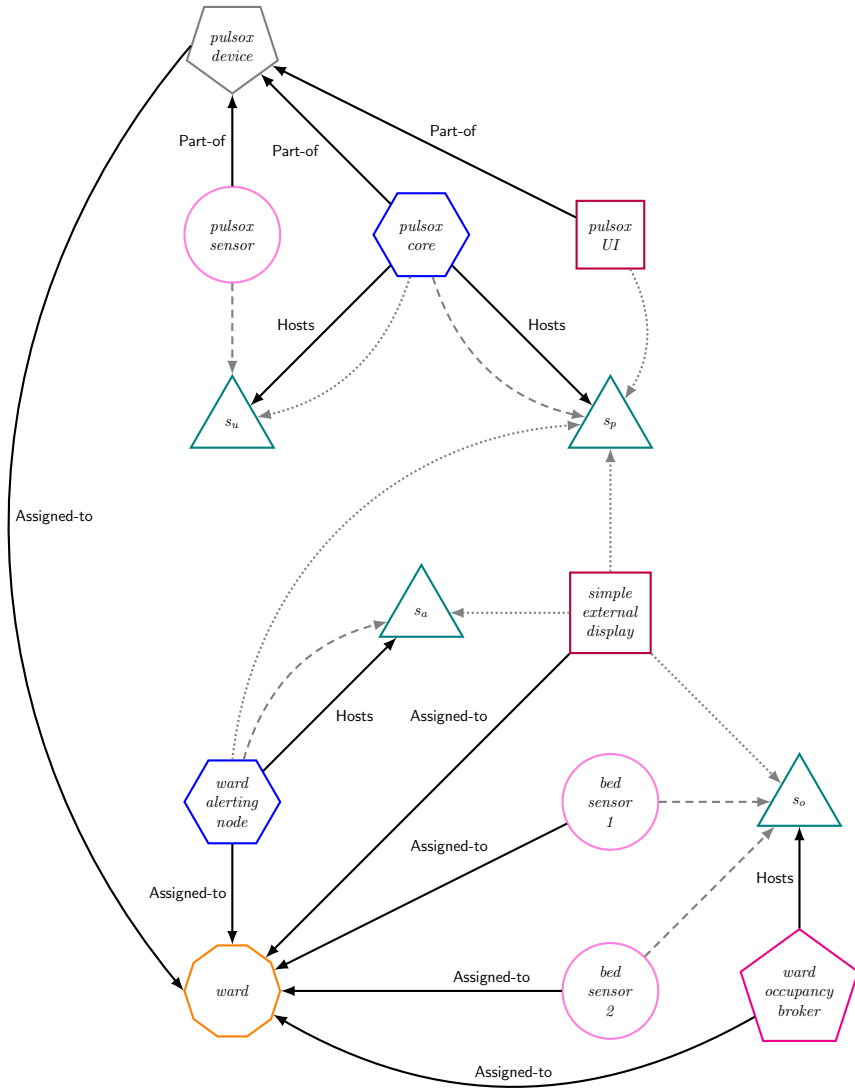 pulsox
device
Part-of
Part-of
Part-of
pulsox
sensor
pulsox
core
pulsox
UI
Hosts
Hosts
s_u
s_p
Assigned-to
simple
external
display
s_a
Hosts
Assigned-to
ward
alerting
node
bed
sensor
1
s_o
Assigned-to
Assigned-to
Hosts
ward
Assigned-to
bed
sensor
2
ward
occupancy
broker
Assigned-to